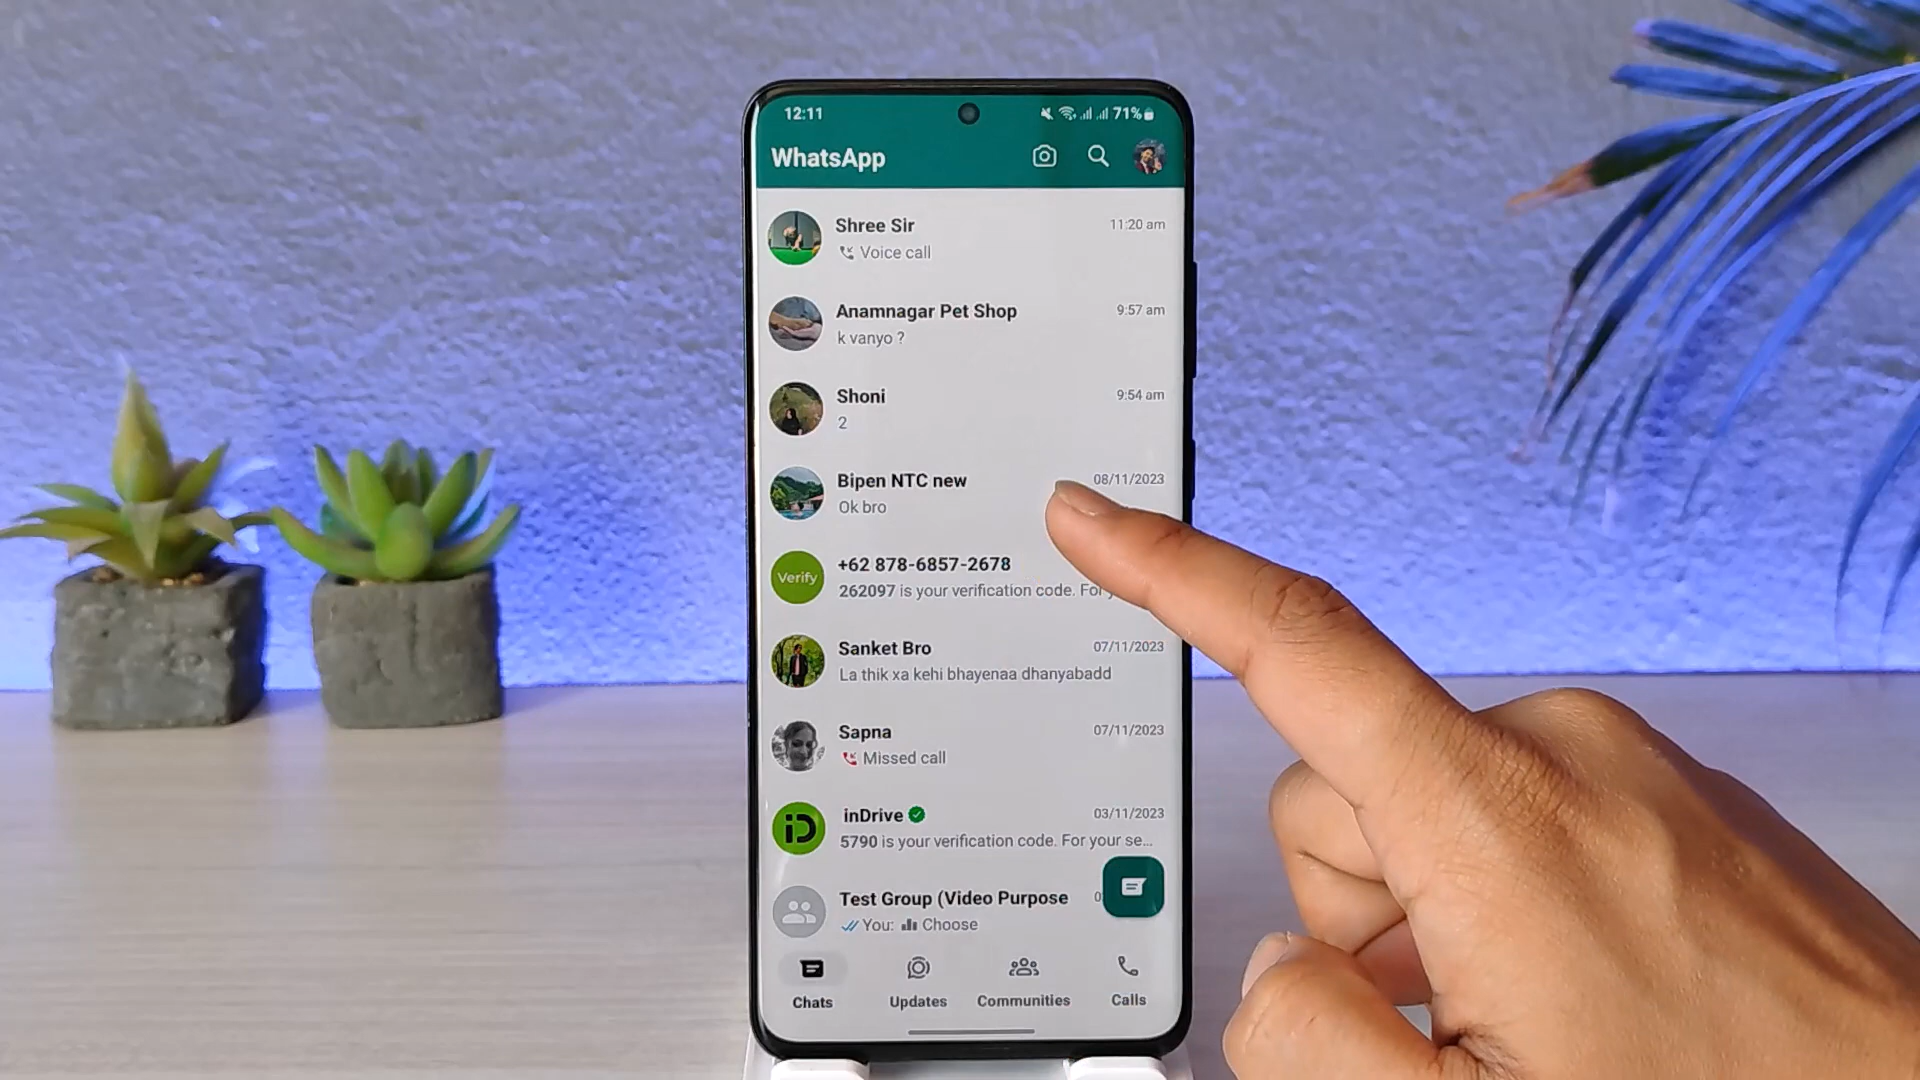 12:11
71%
WhatsApp
Shree Sir
11:20 am
Voice call
Anamnagar Pet Shop
9:57 am
k vanyo ?
Shoni
9:54 am
2
Bipen NTC new
08/11/2023
Ok bro
Verify
+62 878-6857-2678
262097 is your verification code. For
Sanket Bro
07/11/2023
La thik xa kehi bhayenaa dhanyabadd
Sapna
07/11/2023
Missed call
iD
inDrive
03/11/2023
5790 is your verification code. For your se...
Test Group (Video Purpose
You: Choose
Chats
Updates
Communities
Calls